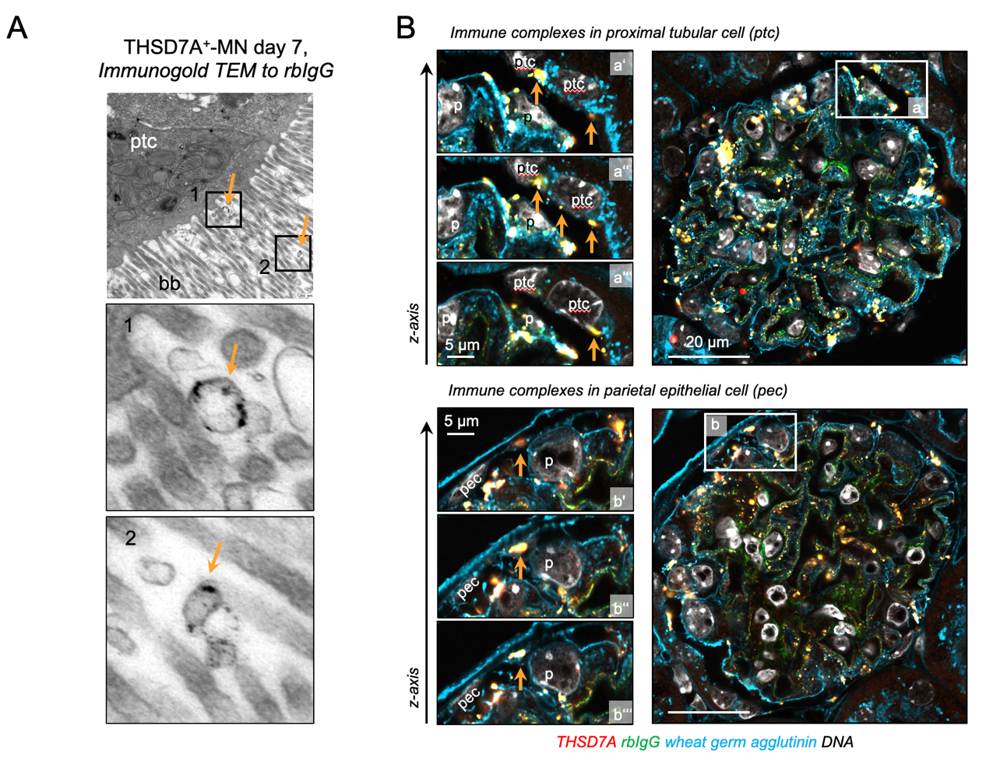 A
THSD7A⁺-MN day 7,
Immunogold TEM to rbIgG
ptc
1
2
bb
250 nm
1
2
B
Immune complexes in proximal tubular cell (ptc)
z-axis
ptc
a'
ptc
p
p
ptc
a"
ptc
p
p
ptc
a"'
ptc
p
p
5 µm
a
20 µm
Immune complexes in parietal epithelial cell (pec)
z-axis
5 µm
p
pec
b'
p
pec
b"
p
pec
b"'
b
THSD7A rbIgG wheat germ agglutinin DNA